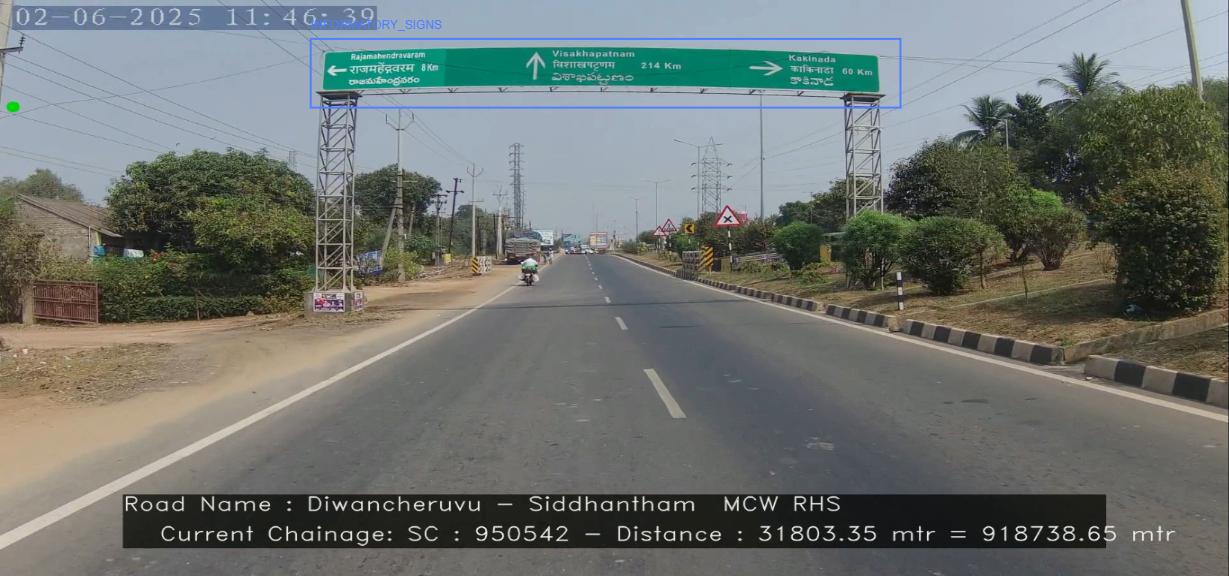 02-06-2025 11:46:39
INFORMATORY_SIGNS
Rajamahendravaram
राजमहेंद्रवरम 8 Km
రాజమహేంద్రవరం
Visakhapatnam
विशाखपट्टणम 214 Km
విశాఖపట్టణం
Kakinada
काकिनाडा 60 Km
కాకినాడ
Road Name : Diwancheruvu - Siddhantham MCW RHS
Current Chainage: SC : 950542 - Distance : 31803.35 mtr = 918738.65 mtr